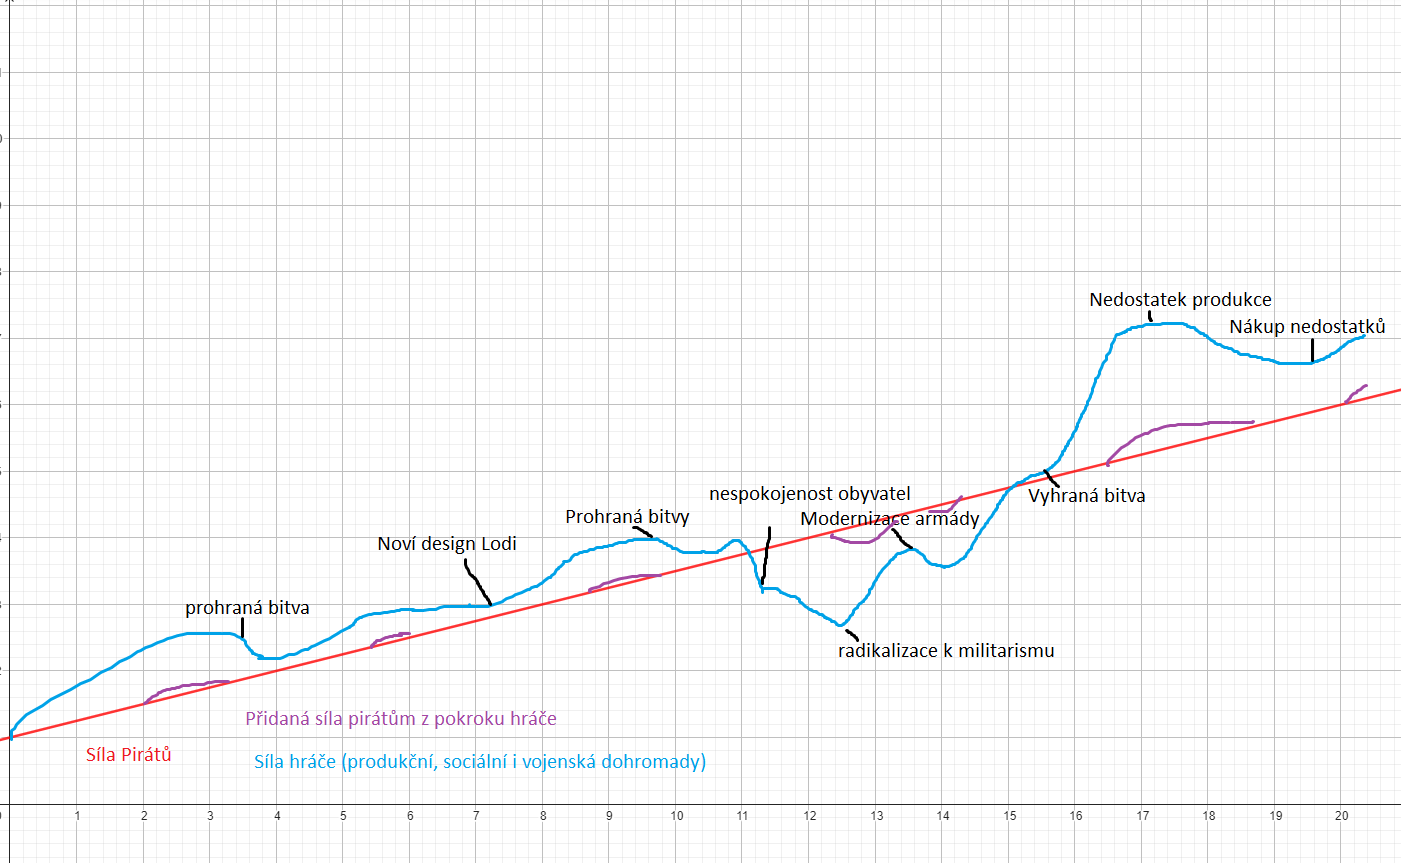 Nedostatek produkce
Nákup nedostatků
nespokojenost obyvatel
Vyhraná bitva
Prohraná bitvy
Modernizace armády
Noví design Lodi
prohraná bitva
radikalizace k militarismu
Přidaná síla pirátům z pokroku hráče
Síla Pirátů
Síla hráče (produkční, sociální i vojenská dohromady)
1 2 3 4 5 6 7 8 9 10 11 12 13 14 15 16 17 18 19 20